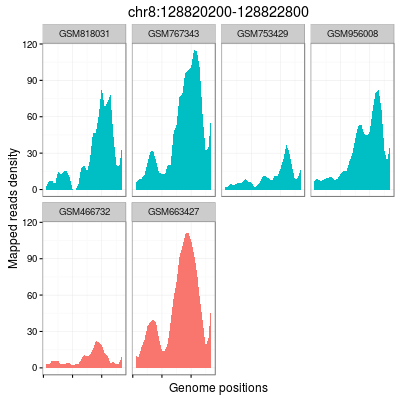 chr8:128820200-128822800
GSM818031 GSM767343 GSM753429 GSM956008
120
90
60
30
0
GSM466732 GSM663427
120
90
60
30
0
Mapped reads density
Genome positions